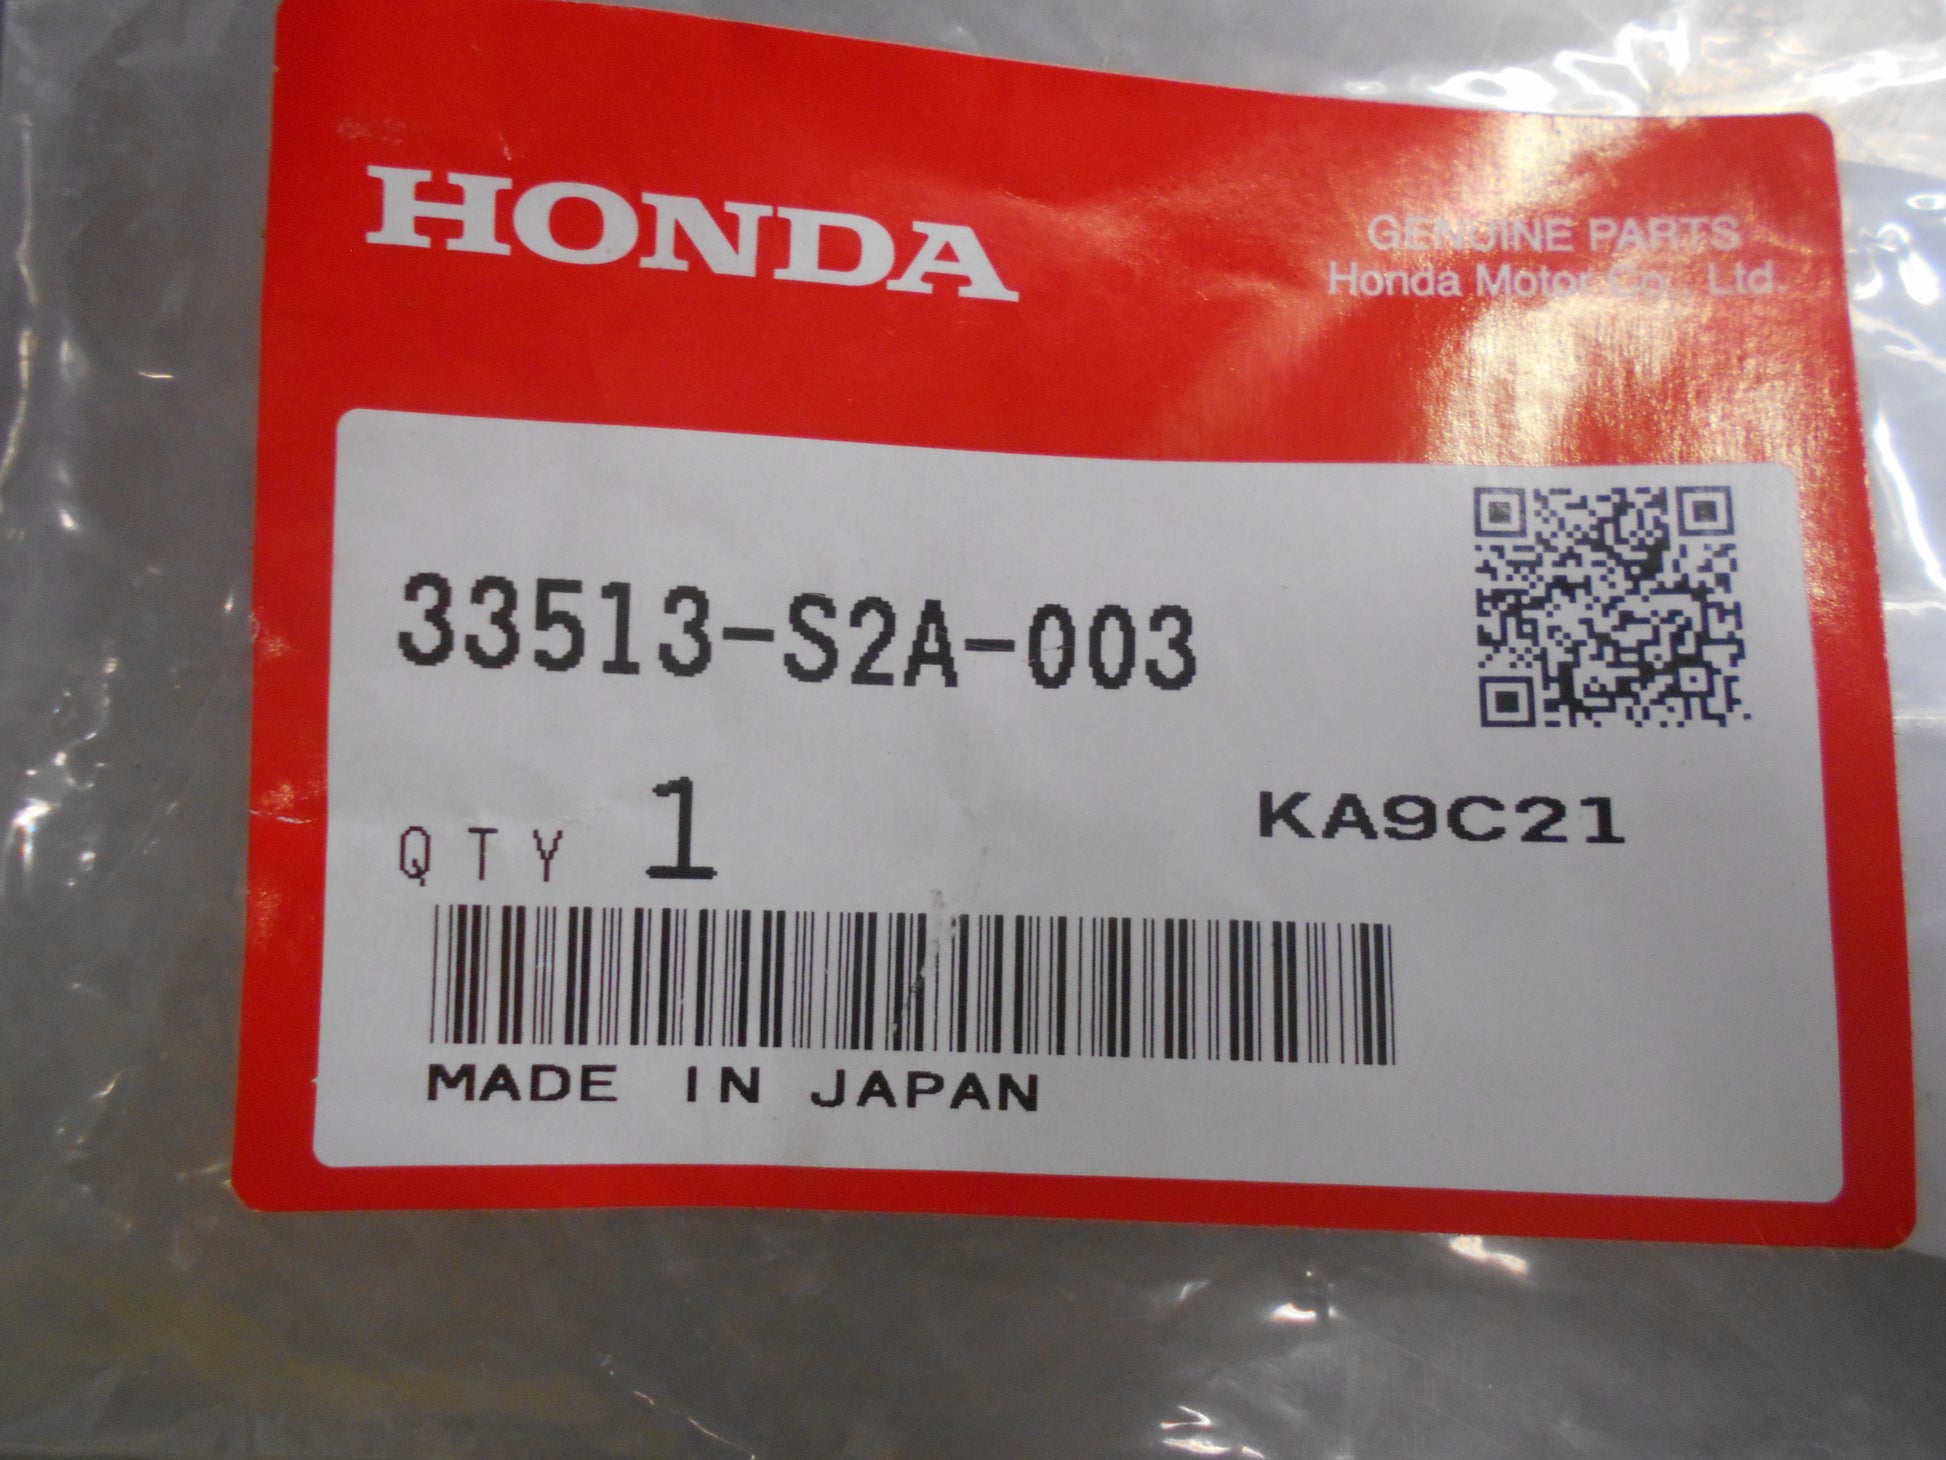 HONDA
GENUINE PARTS
Honda Motor Co., Ltd.
33513-S2A-003
QTY 1
KA9C21
MADE IN JAPAN